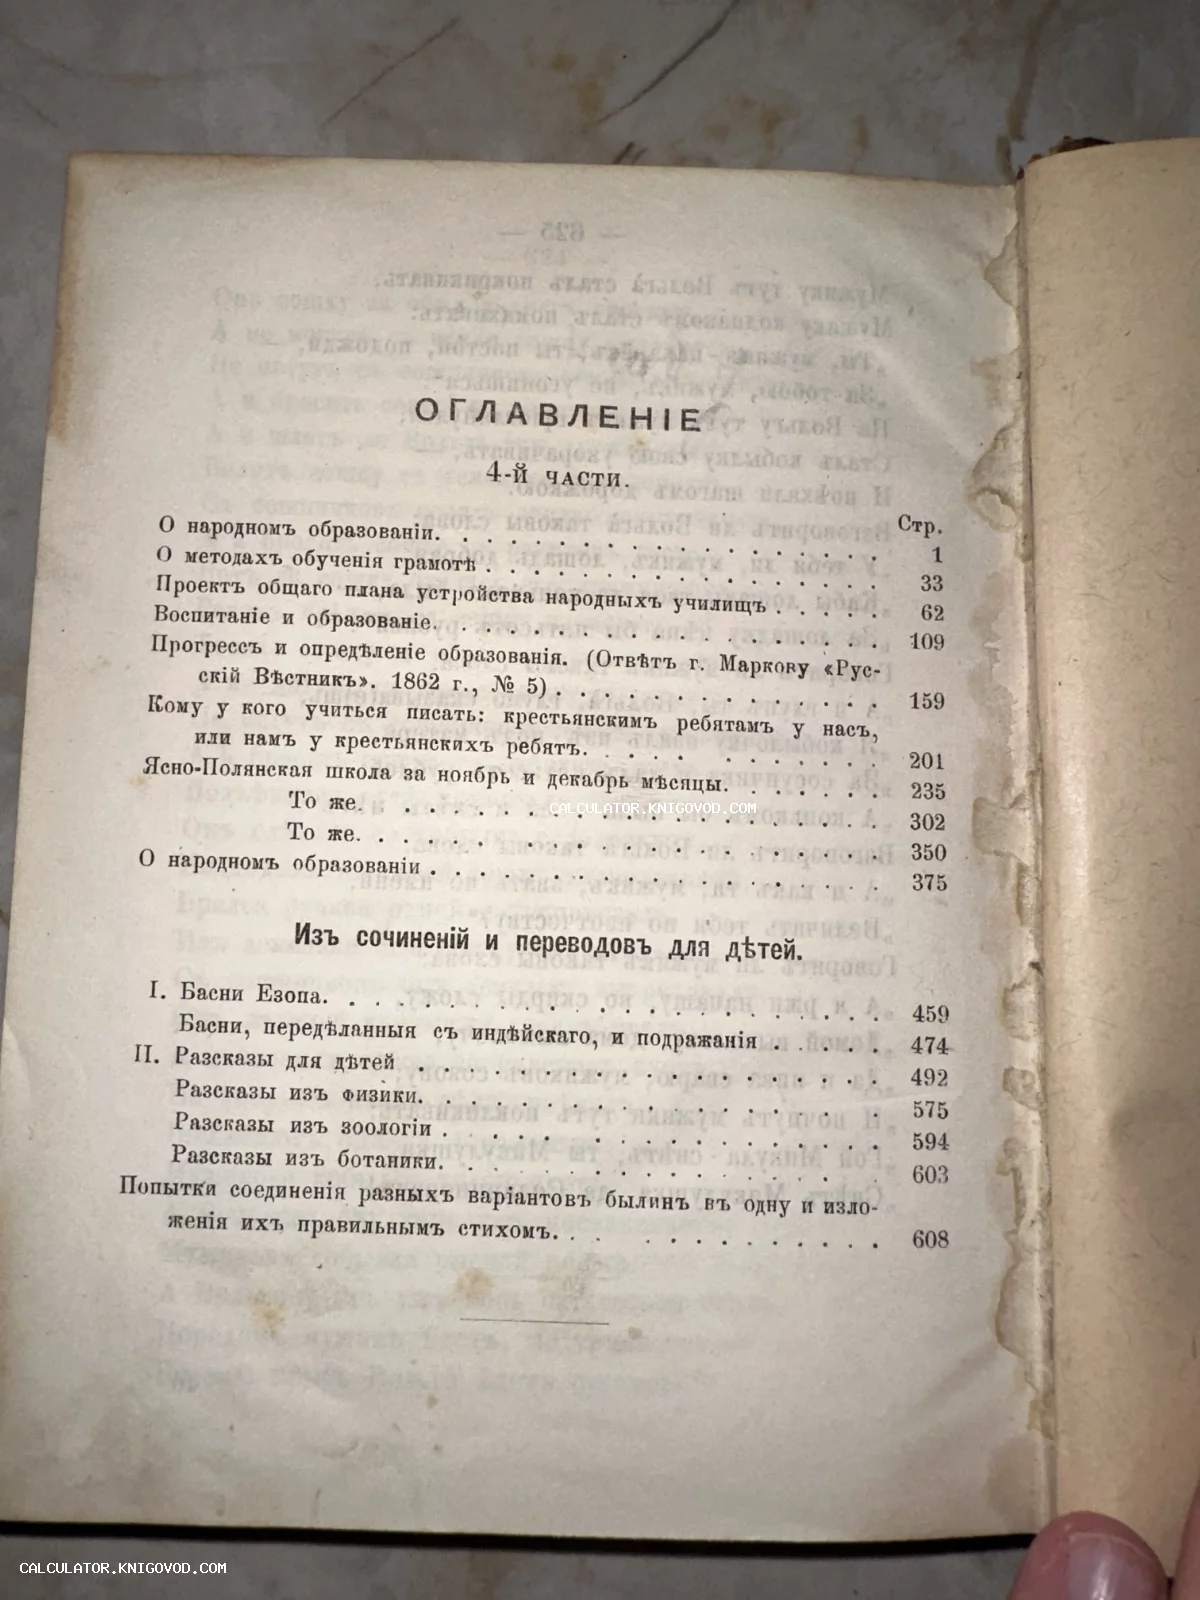 ОГЛАВЛЕНІЕ
4-й части.
Стр.
О народномъ образованіи. 1
О методахъ обученія грамотѣ 33
Проектъ общаго плана устройства народныхъ училищъ 62
Воспитаніе и образованіе. 109
Прогрессъ и опредѣленіе образованія. (Отвѣтъ г. Маркову «Рус-
скій Вѣстникъ». 1862 г., № 5) 159
Кому у кого учиться писать: крестьянскимъ ребятамъ у насъ,
или намъ у крестьянскихъ ребятъ. 201
Ясно-Полянская школа за ноябрь и декабрь мѣсяцы. 235
То же. 302
То же. 350
О народномъ образованіи 375
Изъ сочиненій и переводовъ для дѣтей.
I. Басни Езопа. 459
Басни, передѣланныя съ индѣйскаго, и подражанія 474
II. Разсказы для дѣтей 492
Разсказы изъ физики. 575
Разсказы изъ зоологіи 594
Разсказы изъ ботаники. 603
Попытки соединенія разныхъ варіантовъ былинъ въ одну и изло-
женія ихъ правильнымъ стихомъ. 608
CALCULATOR.KNIGOVOD.COM
CALCULATOR.KNIGOVOD.COM